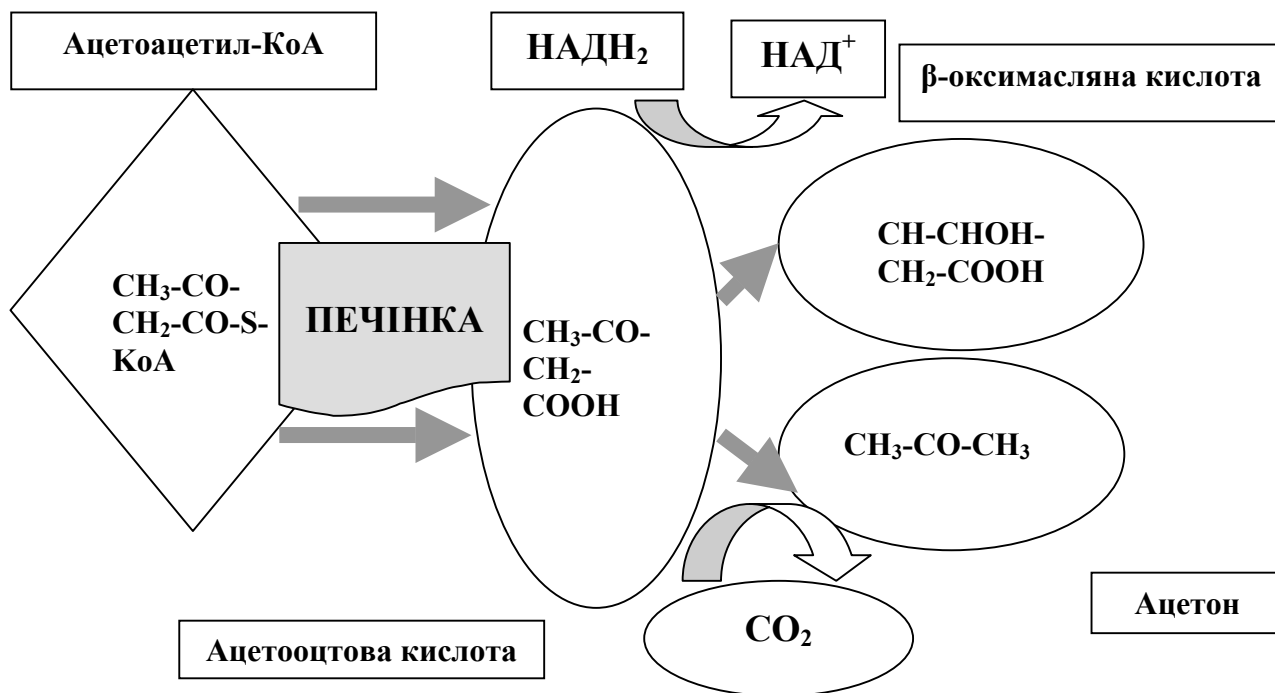 Ацетоацетил-КоА
НАДН₂
НАД⁺
β-оксимасляна кислота
CH-CHOH-
CH₂-COOH
CH₃-CO-
CH₂-CO-S-
KoA
ПЕЧІНКА
CH₃-CO-
CH₂-
COOH
CH₃-CO-CH₃
CO₂
Ацетон
Ацетооцтова кислота